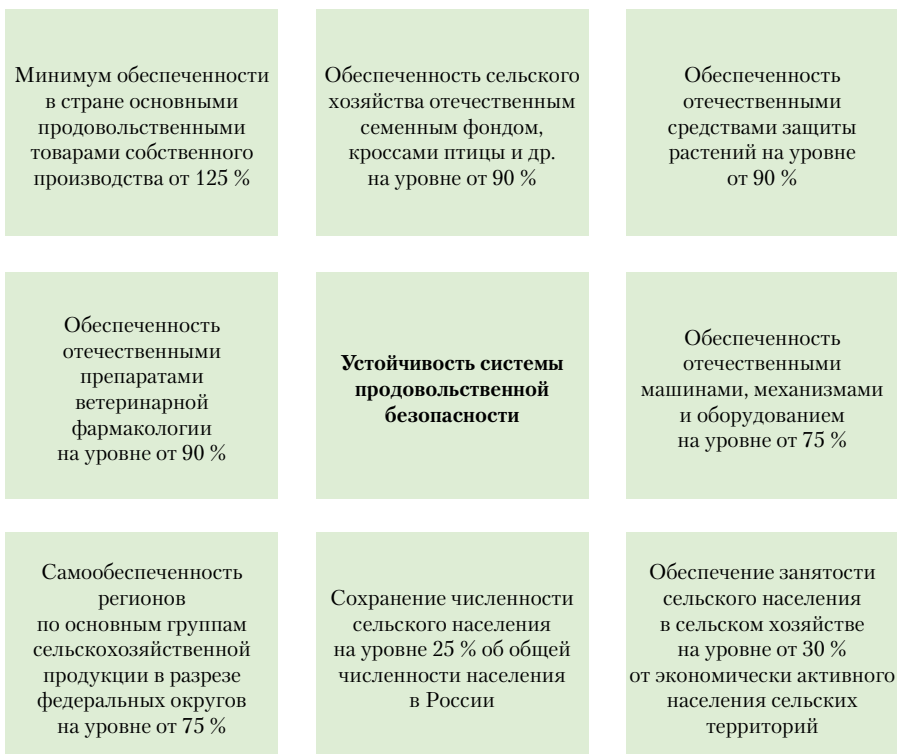 Минимум обеспеченности
в стране основными
продовольственными
товарами собственного
производства от 125 %
Обеспеченность сельского
хозяйства отечественным
семенным фондом,
кроссами птицы и др.
на уровне от 90 %
Обеспеченность
отечественными
средствами защиты
растений на уровне
от 90 %
Обеспеченность
отечественными
препаратами
ветеринарной
фармакологии
на уровне от 90 %
Устойчивость системы
продовольственной
безопасности
Обеспеченность
отечественными
машинами, механизмами
и оборудованием
на уровне от 75 %
Самообеспеченность
регионов
по основным группам
сельскохозяйственной
продукции в разрезе
федеральных округов
на уровне от 75 %
Сохранение численности
сельского населения
на уровне 25 % об общей
численности населения
в России
Обеспечение занятости
сельского населения
в сельском хозяйстве
на уровне от 30 %
от экономически активного
населения сельских
территорий